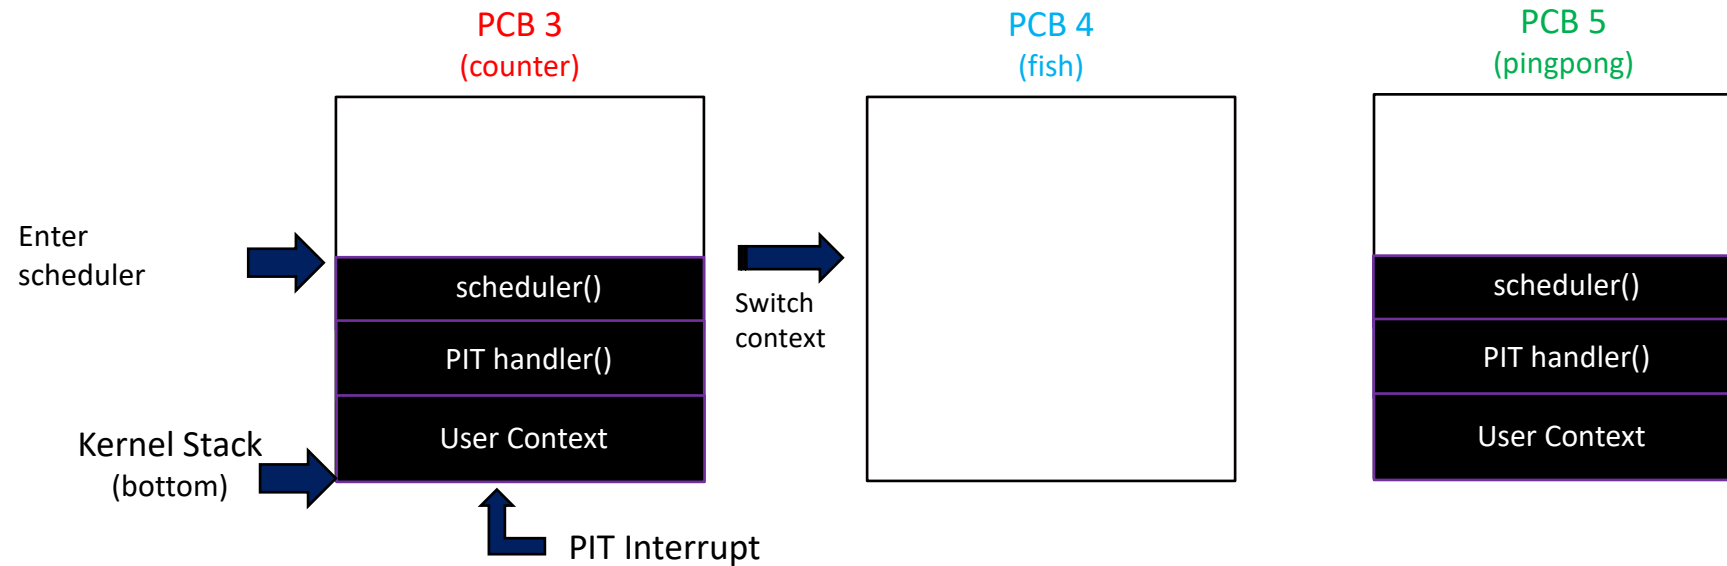 PCB 3
(counter)
PCB 4
(fish)
PCB 5
(pingpong)
Enter
scheduler
scheduler()
PIT handler()
User Context
Kernel Stack
(bottom)
PIT Interrupt
Switch
context
scheduler()
PIT handler()
User Context